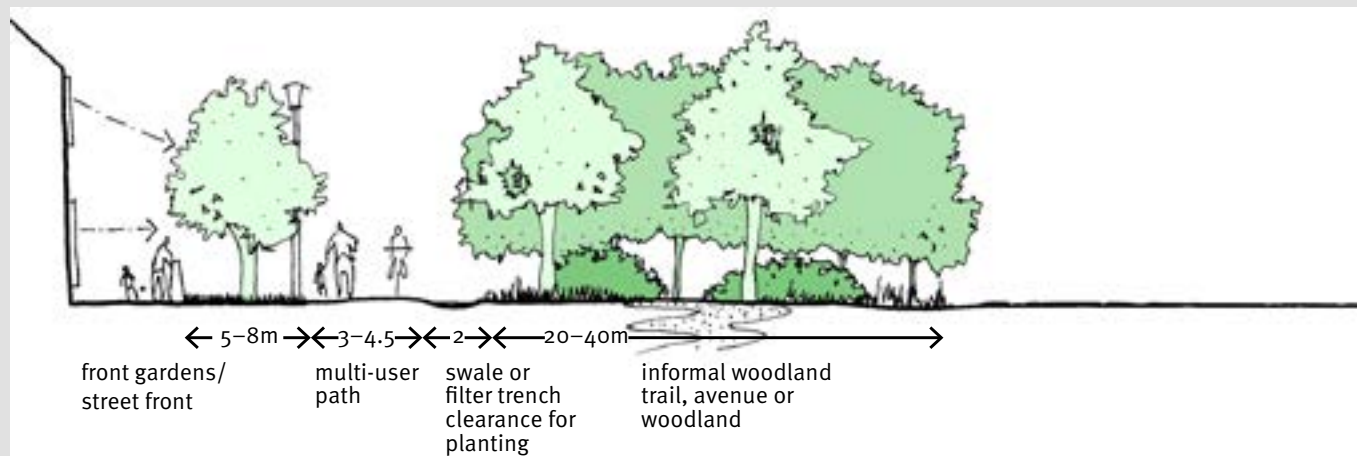 5–8m 3–4.5 2 20–40m
front gardens/
street front
multi-user
path
swale or
filter trench
clearance for
planting
informal woodland
trail, avenue or
woodland